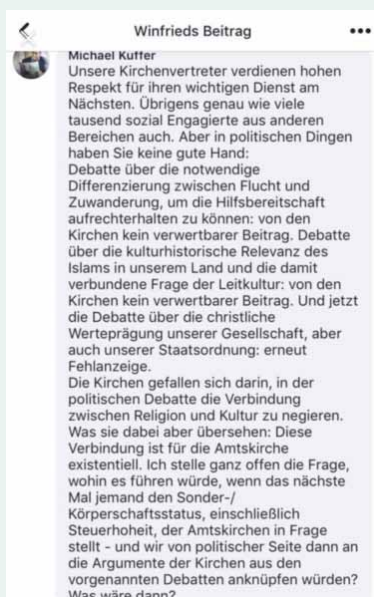 Winfrieds Beitrag
Michael Kuffer
Unsere Kirchenvertreter verdienen hohen
Respekt für ihren wichtigen Dienst am
Nächsten. Übrigens genau wie viele
tausend sozial Engagierte aus anderen
Bereichen auch. Aber in politischen Dingen
haben Sie keine gute Hand:
Debatte über die notwendige
Differenzierung zwischen Flucht und
Zuwanderung, um die Hilfsbereitschaft
aufrechterhalten zu können: von den
Kirchen kein verwertbarer Beitrag. Debatte
über die kulturhistorische Relevanz des
Islams in unserem Land und die damit
verbundene Frage der Leitkultur: von den
Kirchen kein verwertbarer Beitrag. Und jetzt
die Debatte über die christliche
Werteprägung unserer Gesellschaft, aber
auch unserer Staatsordnung: erneut
Fehlanzeige.
Die Kirchen gefallen sich darin, in der
politischen Debatte die Verbindung
zwischen Religion und Kultur zu negieren.
Was sie dabei aber übersehen: Diese
Verbindung ist für die Amtskirche
existentiell. Ich stelle ganz offen die Frage,
wohin es führen würde, wenn das nächste
Mal jemand den Sonder-/
Körperschaftsstatus, einschließlich
Steuerhoheit, der Amtskirchen in Frage
stellt - und wir von politischer Seite dann an
die Argumente der Kirchen aus den
vorgenannten Debatten anknüpfen würden?
Was wäre dann?